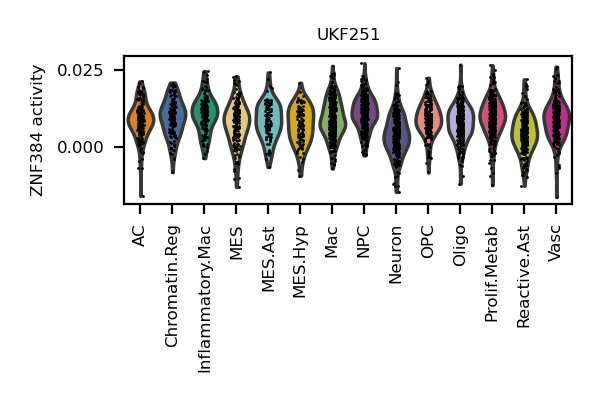 UKF251
ZNF384 activity
0.025
0.000
AC
Chromatin.Reg
Inflammatory.Mac
MES
MES.Ast
MES.Hyp
Mac
NPC
Neuron
OPC
Oligo
Prolif.Metab
Reactive.Ast
Vasc